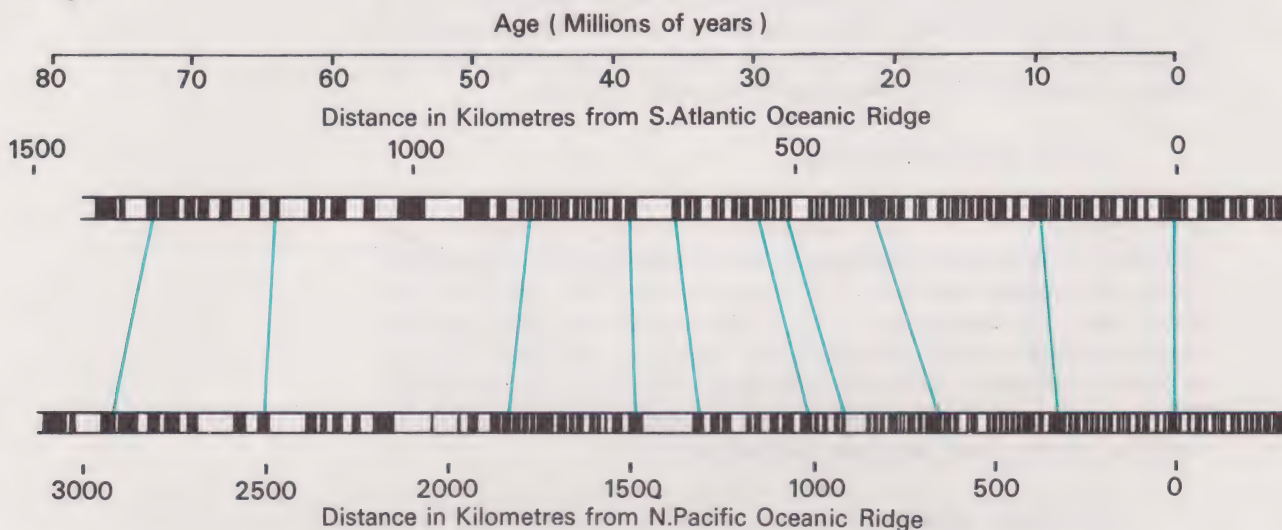 Age ( Millions of years )
80 70 60 50 40 30 20 10 0
Distance in Kilometres from S.Atlantic Oceanic Ridge
1500 1000 500 0
3000 2500 2000 1500 1000 500 0
Distance in Kilometres from N.Pacific Oceanic Ridge